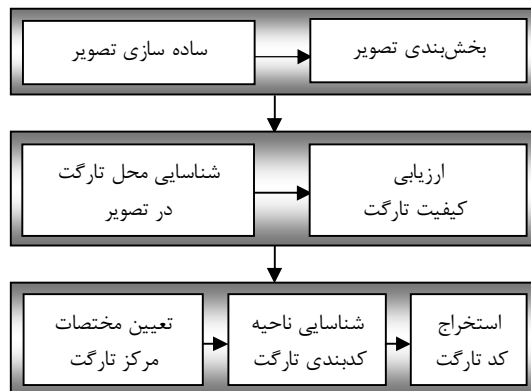 ساده سازی تصویر
بخش‌بندی تصویر
شناسایی محل تارگت
در تصویر
ارزیابی
کیفیت تارگت
تعیین مختصات
مرکز تارگت
شناسایی ناحیه
کدبندی تارگت
استخراج
کد تارگت